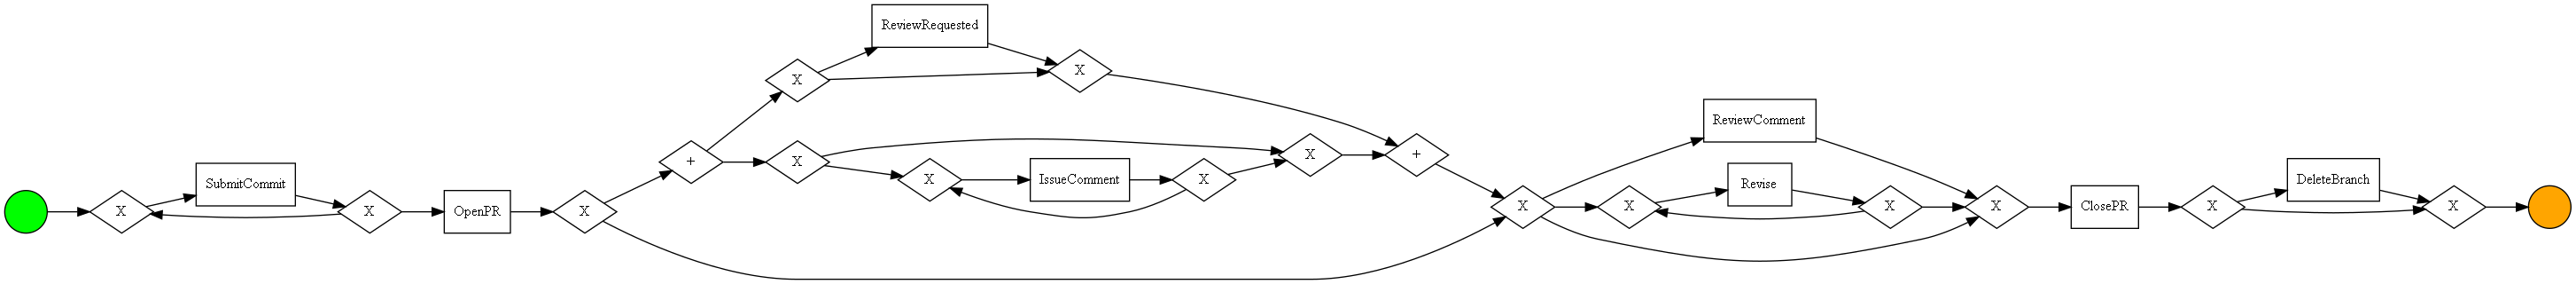 ReviewRequested
X
X
ReviewComment
SubmitCommit
+
X
X
+
IssueComment
X
X
Revise
DeleteBranch
X
X
OpenPR
X
X
X
X
X
ClosePR
X
X